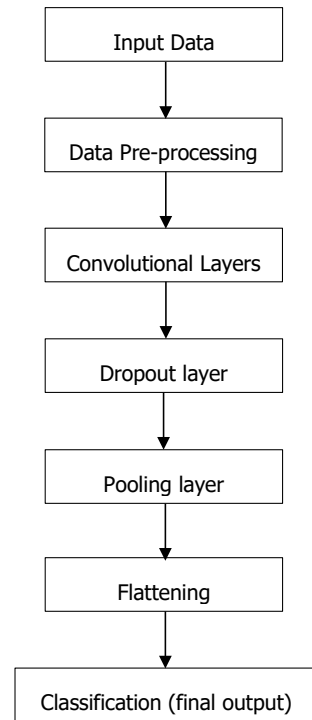 Input Data
Data Pre-processing
Convolutional Layers
Dropout layer
Pooling layer
Flattening
Classification (final output)